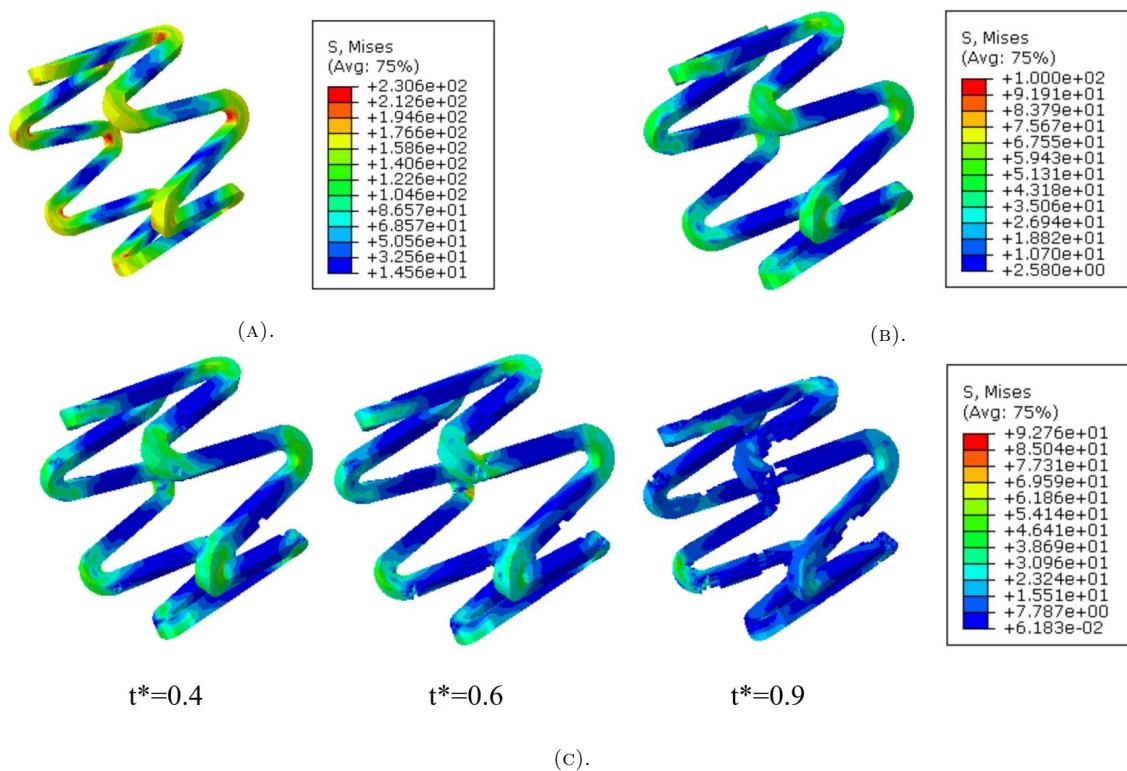 S, Mises
(Avg: 75%)
+2.306e+02
+2.126e+02
+1.946e+02
+1.766e+02
+1.586e+02
+1.406e+02
+1.226e+02
+1.046e+02
+8.657e+01
+6.857e+01
+5.056e+01
+3.256e+01
+1.456e+01
(A).
S, Mises
(Avg: 75%)
+1.000e+02
+9.191e+01
+8.379e+01
+7.567e+01
+6.755e+01
+5.943e+01
+5.131e+01
+4.318e+01
+3.506e+01
+2.694e+01
+1.882e+01
+1.070e+01
+2.580e+00
(B).
S, Mises
(Avg: 75%)
+9.276e+01
+8.504e+01
+7.731e+01
+6.959e+01
+6.186e+01
+5.414e+01
+4.641e+01
+3.869e+01
+3.096e+01
+2.324e+01
+1.551e+01
+7.787e+00
+6.183e-02
t*=0.4 t*=0.6 t*=0.9
(C).